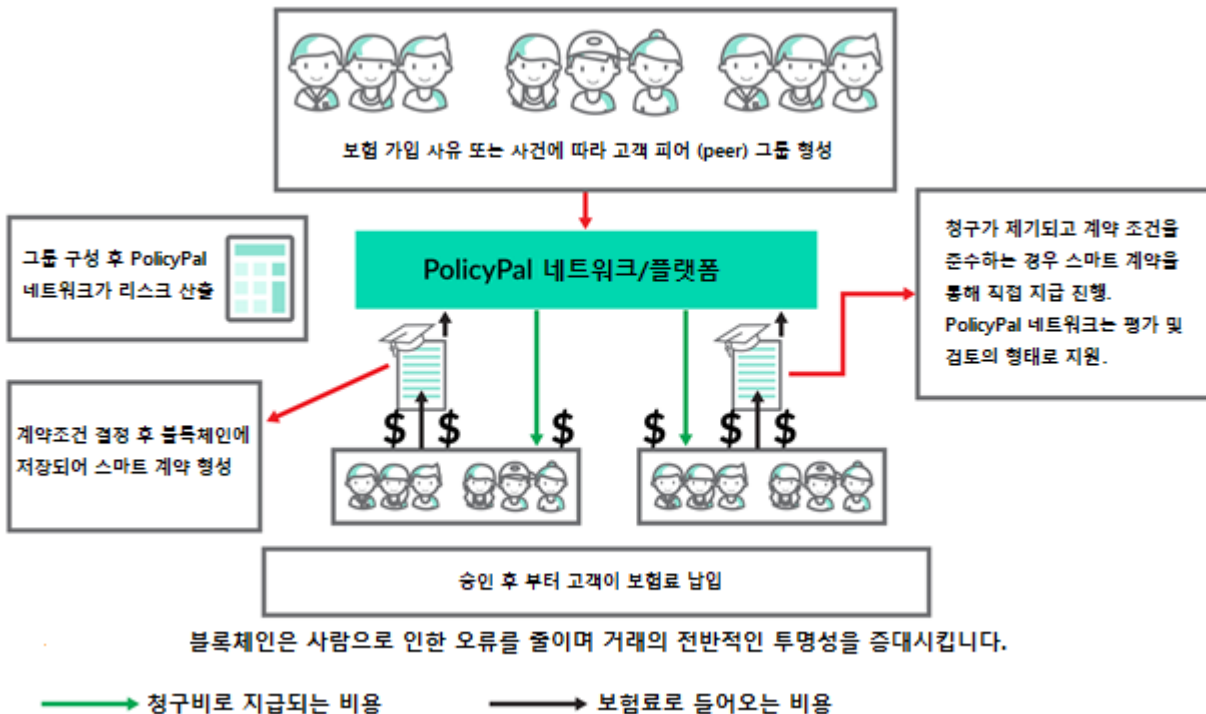 보험 가입 사유 또는 사건에 따라 고객 피어 (peer) 그룹 형성
그룹 구성 후 PolicyPal
네트워크가 리스크 산출
PolicyPal 네트워크/플랫폼
청구가 제기되고 계약 조건을
준수하는 경우 스마트 계약을
통해 직접 지급 진행.
PolicyPal 네트워크는 평가 및
검토의 형태로 지원.
계약조건 결정 후 블록체인에
저장되어 스마트 계약 형성
$ $ $ $ $ $
승인 후 부터 고객이 보험료 납입
블록체인은 사람으로 인한 오류를 줄이며 거래의 전반적인 투명성을 증대시킵니다.
청구비로 지급되는 비용 보험료로 들어오는 비용